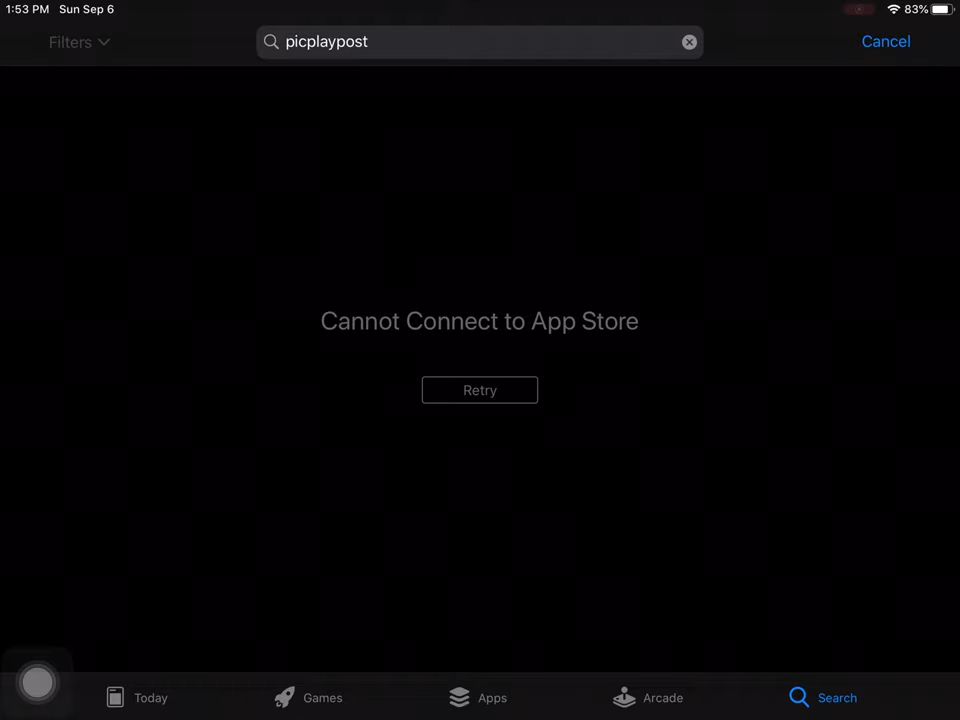 1:53 PM Sun Sep 6 83%
Filters picplaypost Cancel
Cannot Connect to App Store
Retry
Today Games Apps Arcade Search